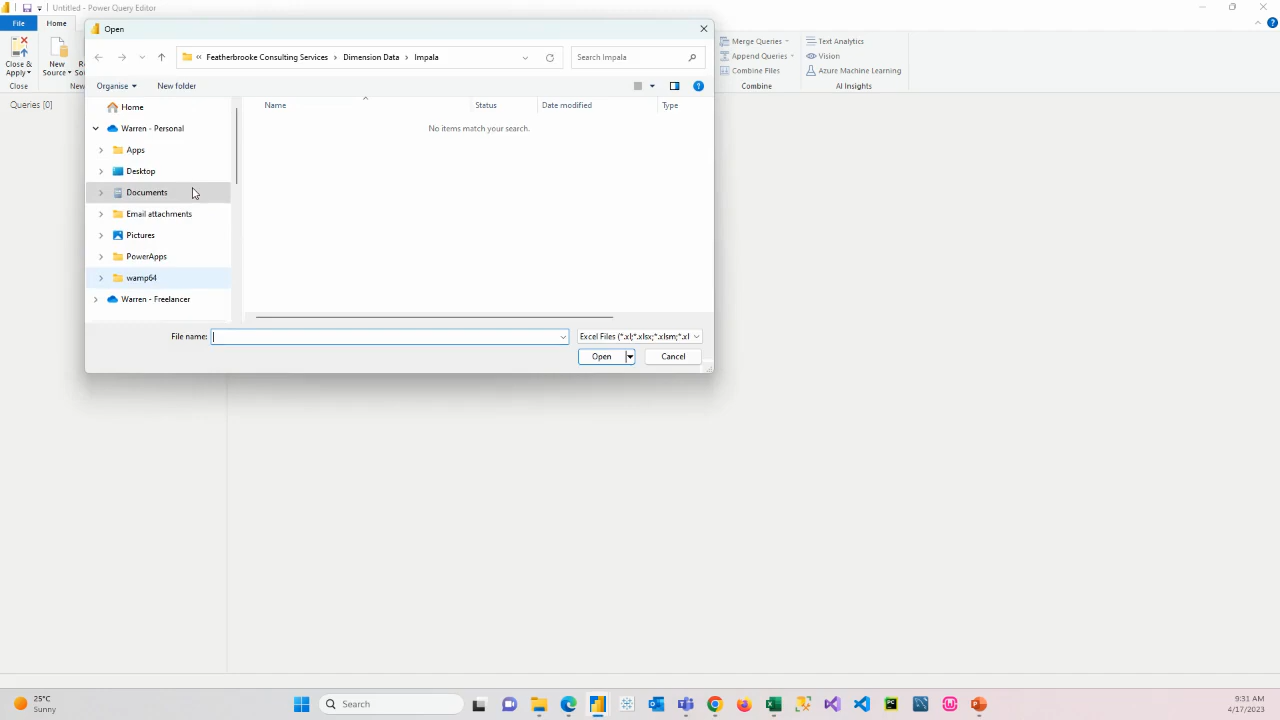 Untitled - Power Query Editor
File
Home
Close &
Apply
New
Source
Close
Queries [0]
Open
Featherbrooke Consulting Services
Dimension Data
Impala
Search Impala
Organise
New folder
Name
Status
Date modified
Type
No items match your search.
Home
Warren - Personal
Apps
Desktop
Documents
Email attachments
Pictures
PowerApps
wamp64
Warren - Freelancer
File name:
Excel Files (*.xl;*.xlsx;*.xlsm;*.xl
Open
Cancel
Merge Queries
Append Queries
Combine Files
Combine
Text Analytics
Vision
Azure Machine Learning
AI Insights
25°C
Sunny
Search
9:31 AM
4/17/2023